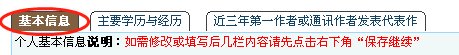 基本信息 主要学历与经历 近三年第一作者或通讯作者发表代表作
个人基本信息说明：如需修改或填写后几栏内容请先点击右下角“保存继续”